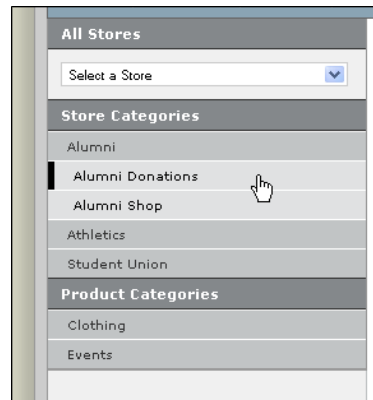 All Stores
Select a Store
Store Categories
Alumni
Alumni Donations
Alumni Shop
Athletics
Student Union
Product Categories
Clothing
Events